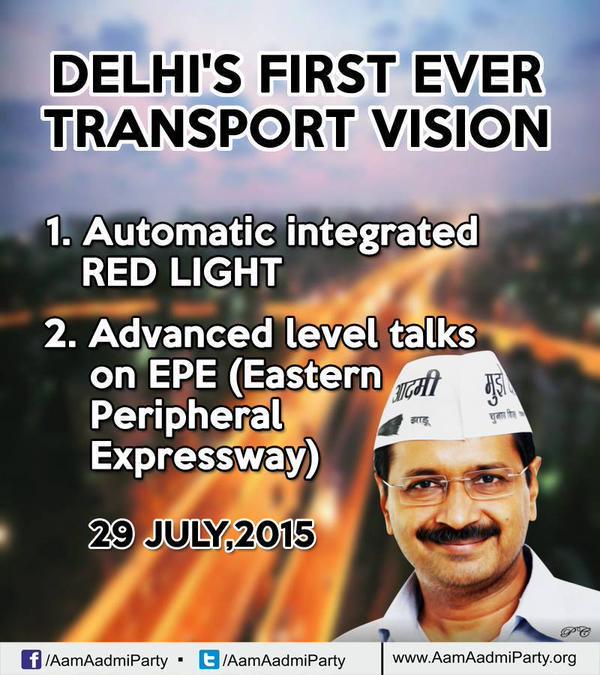 DELHI'S FIRST EVER
TRANSPORT VISION
1. Automatic integrated
RED LIGHT
2. Advanced level talks
on EPE (Eastern
Peripheral
Expressway)
29 JULY,2015
आदमी
झाड़ू
चुनाव चिन्ह
/AamAadmiParty ▪ /AamAadmiParty www.AamAadmiParty.org